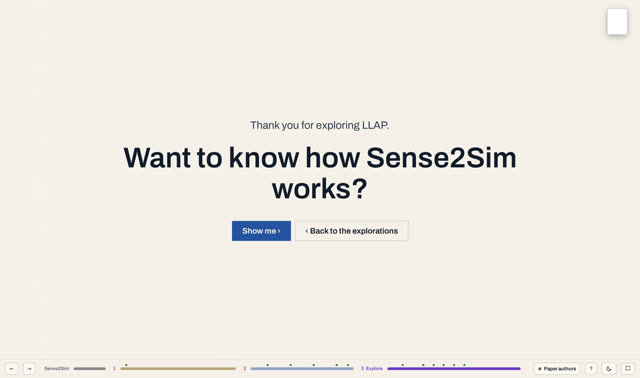 Thank you for exploring LLAP.
Want to know how Sense2Sim
works?
Show me ›
‹ Back to the explorations
← → Sense2Sim 1 2 3 Explore Paper authors ?